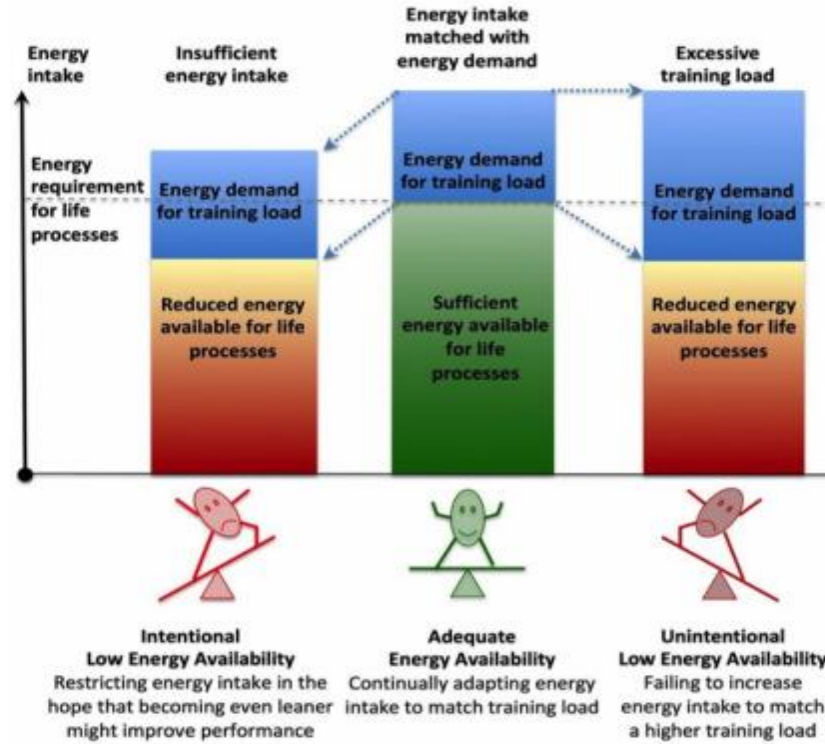 Energy
intake
Insufficient
energy intake
Energy intake
matched with
energy demand
Excessive
training load
Energy
requirement
for life
processes
Energy demand
for training load
Reduced energy
available for life
processes
Energy demand
for training load
Sufficient
energy available
for life
processes
Energy demand
for training load
Reduced energy
available for life
processes
Intentional
Low Energy Availability
Restricting energy intake in the
hope that becoming even leaner
might improve performance
Adequate
Energy Availability
Continually adapting energy
intake to match training load
Unintentional
Low Energy Availability
Failing to increase
energy intake to match
a higher training load